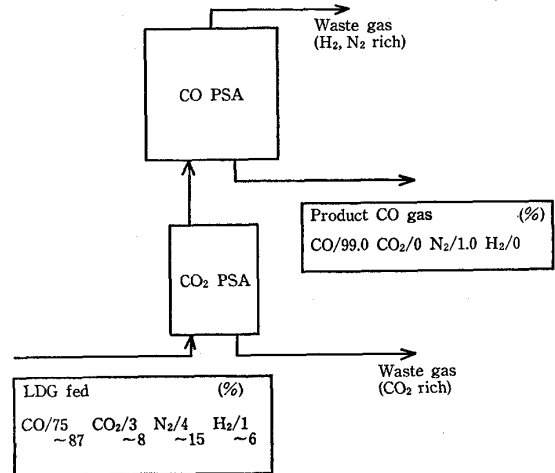 Waste gas
(H₂, N₂ rich)
CO PSA
Product CO gas (%)
CO/99.0 CO₂/0 N₂/1.0 H₂/0
CO₂ PSA
Waste gas
(CO₂ rich)
LDG fed (%)
CO/75 CO₂/3 N₂/4 H₂/1
~87 ~8 ~15 ~6